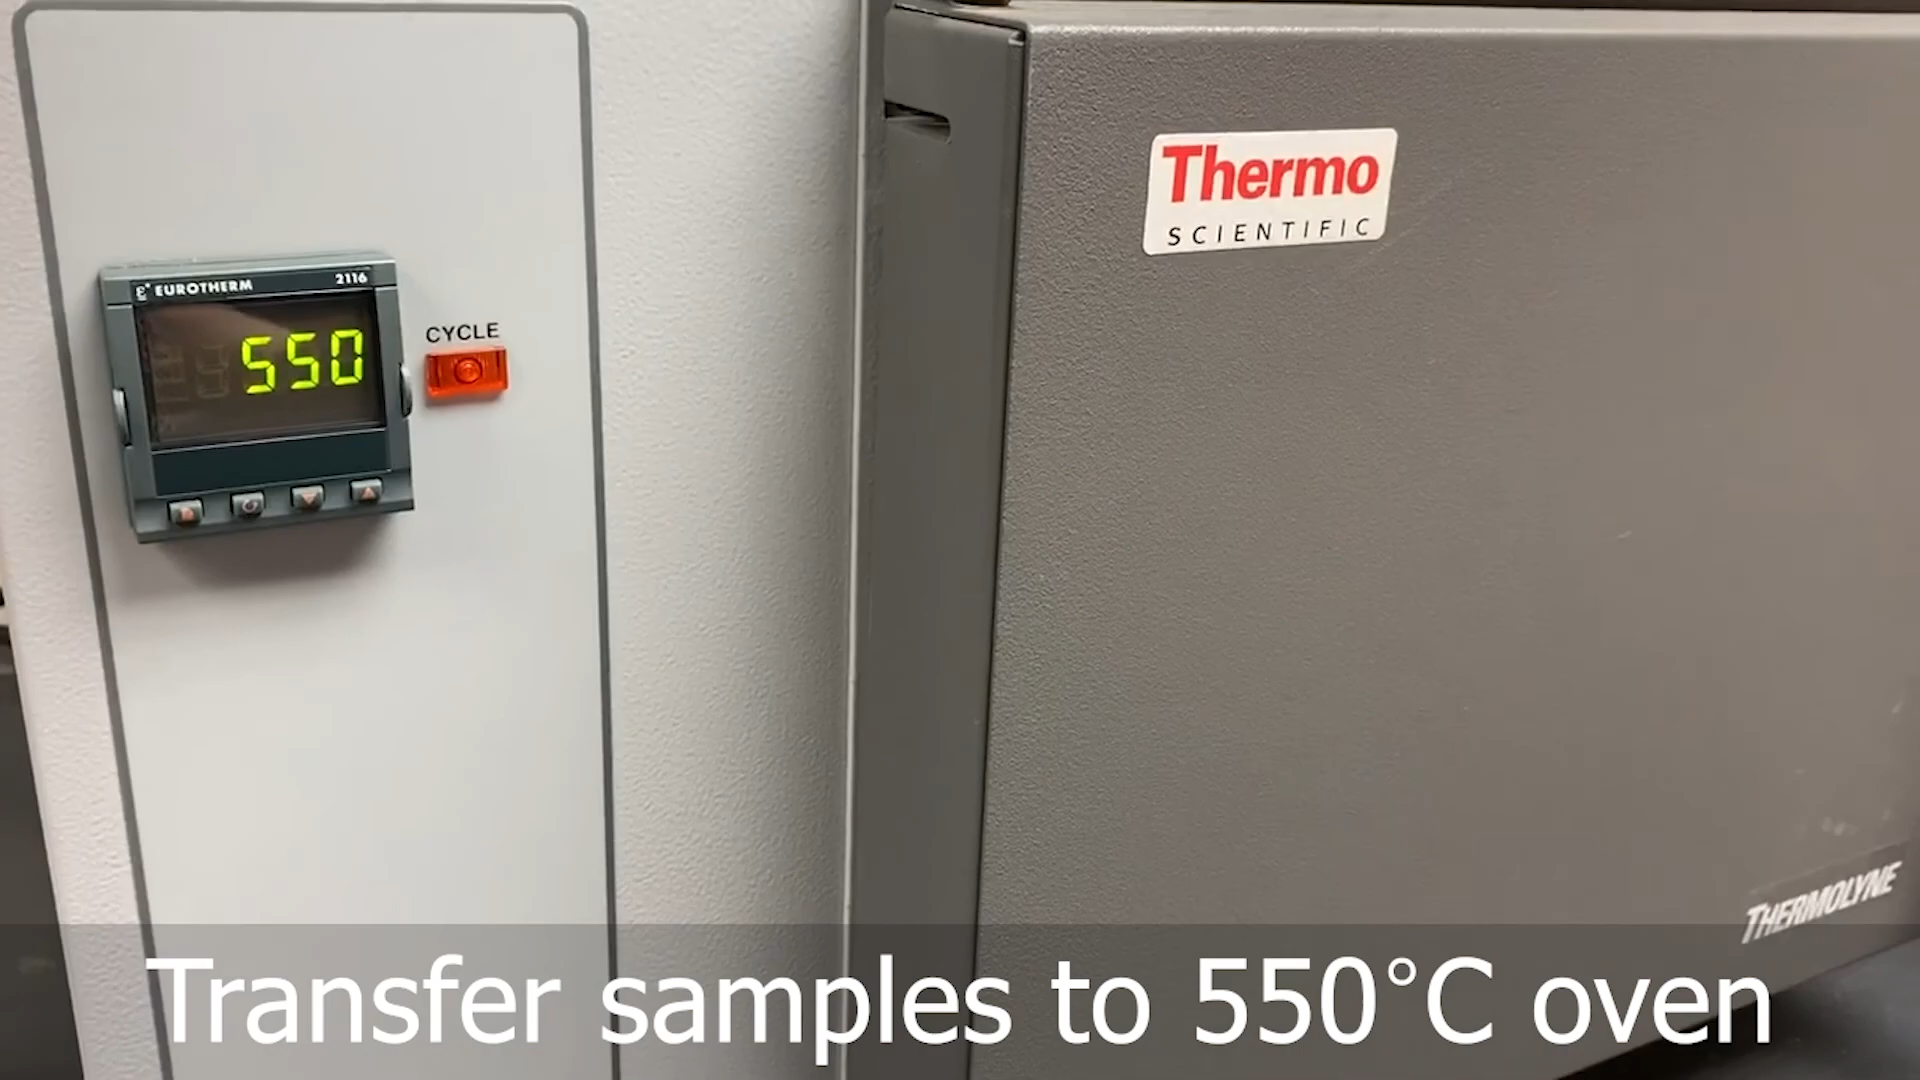 EUROTHERM 2116
550
CYCLE
Thermo
SCIENTIFIC
THERMOLYNE
Transfer samples to 550°C oven